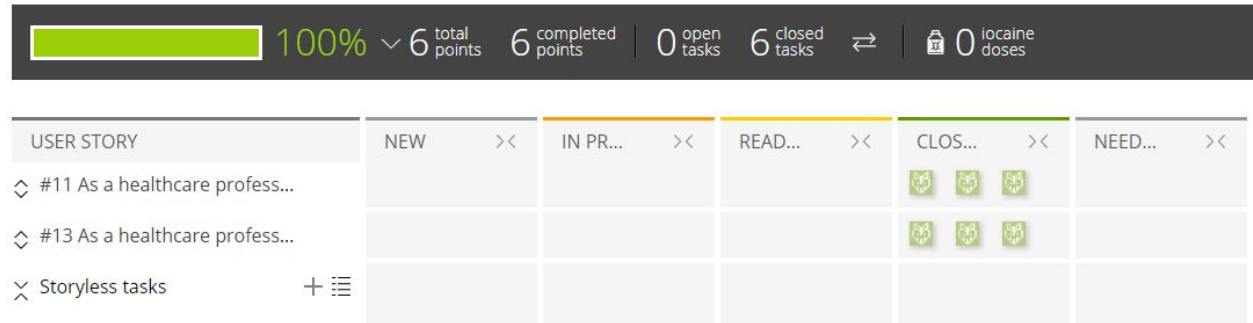 100% 6 total points 6 completed points 0 open tasks 6 closed tasks 0 iocaine doses
USER STORY NEW IN PR... READ... CLOS... NEED...
#11 As a healthcare profess...
#13 As a healthcare profess...
Storyless tasks